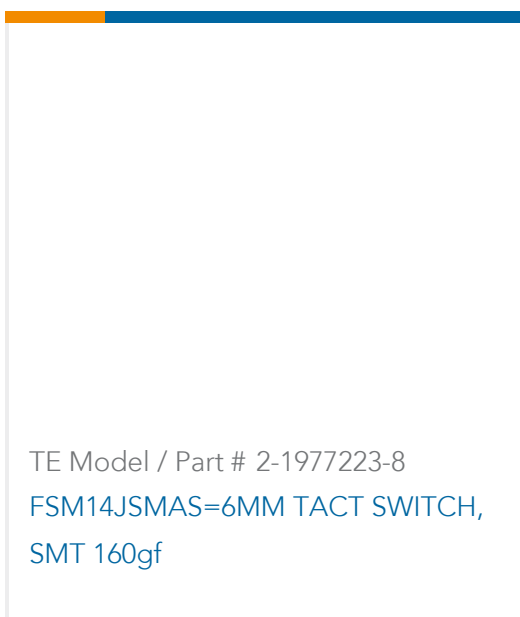 TE Model / Part # 2-1977223-8
FSM14JSMAS=6MM TACT SWITCH,
SMT 160gf